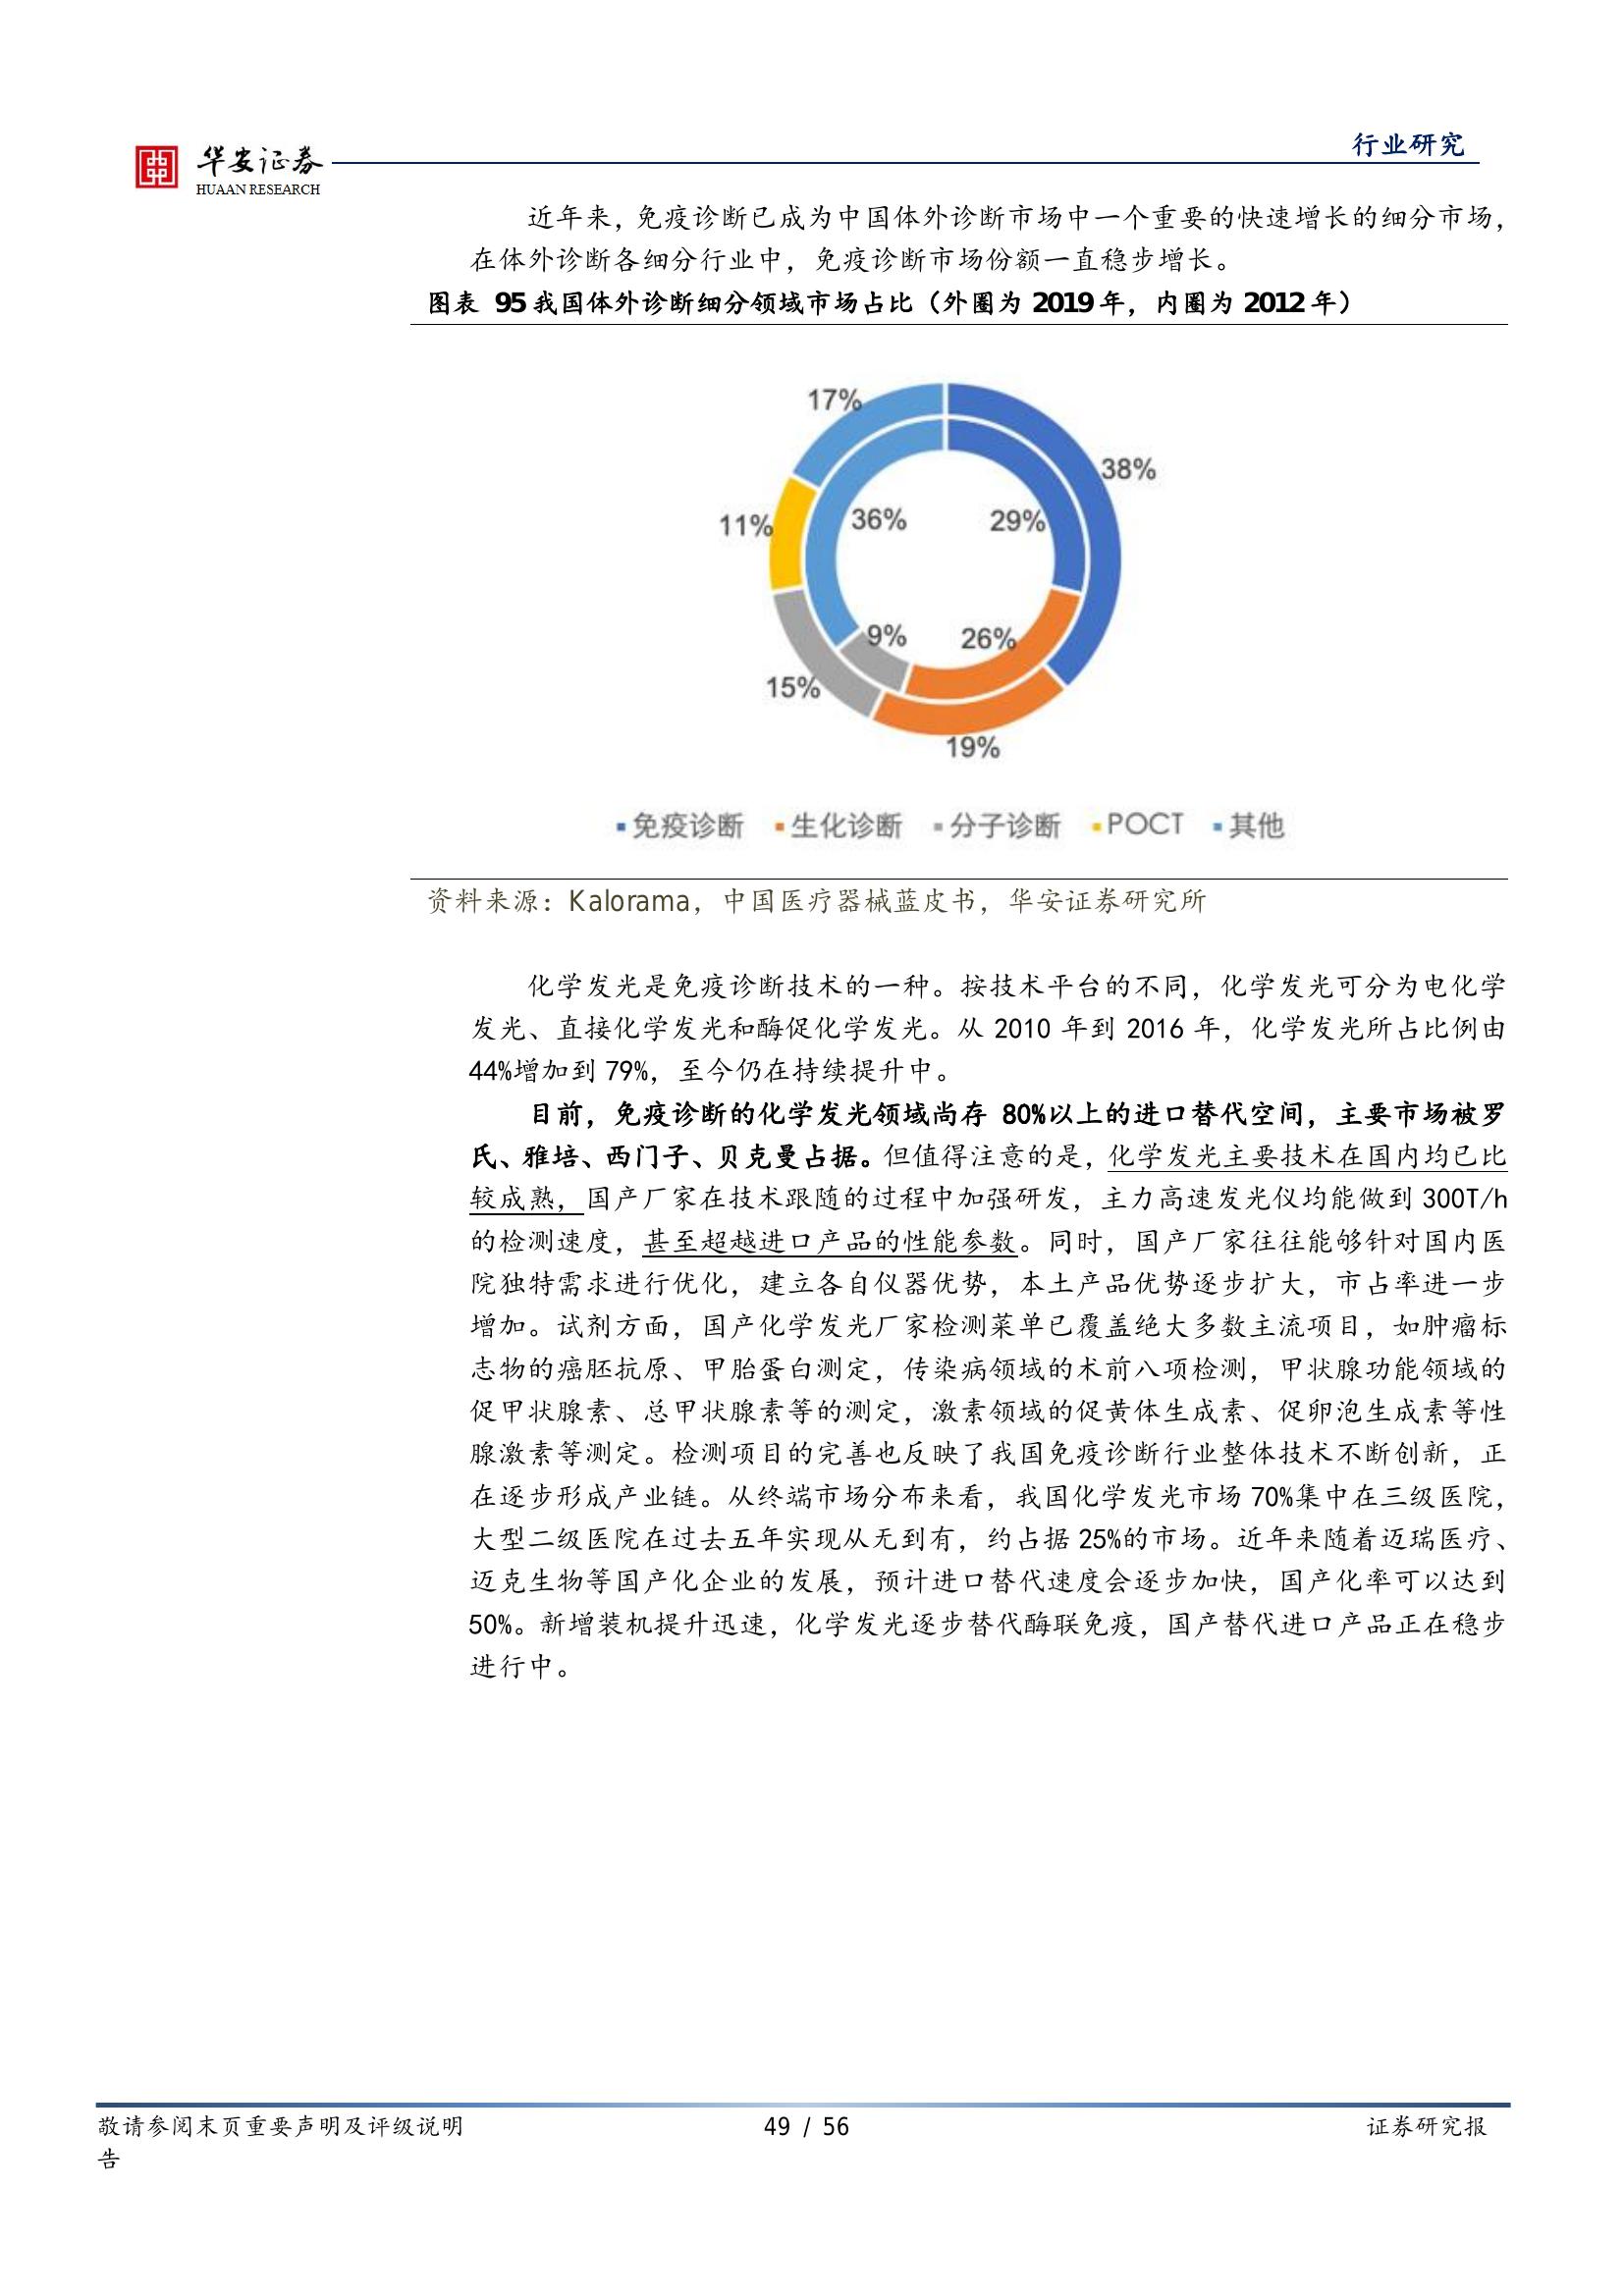 华安证券
HUAAN RESEARCH
行业研究
近年来，免疫诊断已成为中国体外诊断市场中一个重要的快速增长的细分市场，
在体外诊断各细分行业中，免疫诊断市场份额一直稳步增长。
图表 95 我国体外诊断细分领域市场占比（外圈为 2019 年，内圈为 2012 年）
17%
38%
11%
36%
29%
9%
26%
15%
19%
免疫诊断 生化诊断 分子诊断 POCT 其他
资料来源：Kalorama，中国医疗器械蓝皮书，华安证券研究所
化学发光是免疫诊断技术的一种。按技术平台的不同，化学发光可分为电化学
发光、直接化学发光和酶促化学发光。从 2010 年到 2016 年，化学发光所占比例由
44%增加到 79%，至今仍在持续提升中。
目前，免疫诊断的化学发光领域尚存 80%以上的进口替代空间，主要市场被罗
氏、雅培、西门子、贝克曼占据。但值得注意的是，化学发光主要技术在国内均已比
较成熟，国产厂家在技术跟随的过程中加强研发，主力高速发光仪均能做到 300T/h
的检测速度，甚至超越进口产品的性能参数。同时，国产厂家往往能够针对国内医
院独特需求进行优化，建立各自仪器优势，本土产品优势逐步扩大，市占率进一步
增加。试剂方面，国产化学发光厂家检测菜单已覆盖绝大多数主流项目，如肿瘤标
志物的癌胚抗原、甲胎蛋白测定，传染病领域的术前八项检测，甲状腺功能领域的
促甲状腺素、总甲状腺素等的测定，激素领域的促黄体生成素、促卵泡生成素等性
腺激素等测定。检测项目的完善也反映了我国免疫诊断行业整体技术不断创新，正
在逐步形成产业链。从终端市场分布来看，我国化学发光市场 70%集中在三级医院，
大型二级医院在过去五年实现从无到有，约占据 25%的市场。近年来随着迈瑞医疗、
迈克生物等国产化企业的发展，预计进口替代速度会逐步加快，国产化率可以达到
50%。新增装机提升迅速，化学发光逐步替代酶联免疫，国产替代进口产品正在稳步
进行中。
敬请参阅末页重要声明及评级说明 49 / 56 证券研究报
告